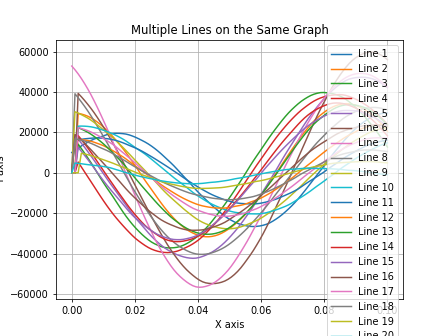 Multiple Lines on the Same Graph
60000
40000
20000
0
−20000
−40000
−60000
0.00
0.02
0.04
0.06
X axis
Line 1
Line 2
Line 3
Line 4
Line 5
Line 6
Line 7
Line 8
Line 9
Line 10
Line 11
Line 12
Line 13
Line 14
Line 15
Line 16
Line 17
Line 18
Line 19